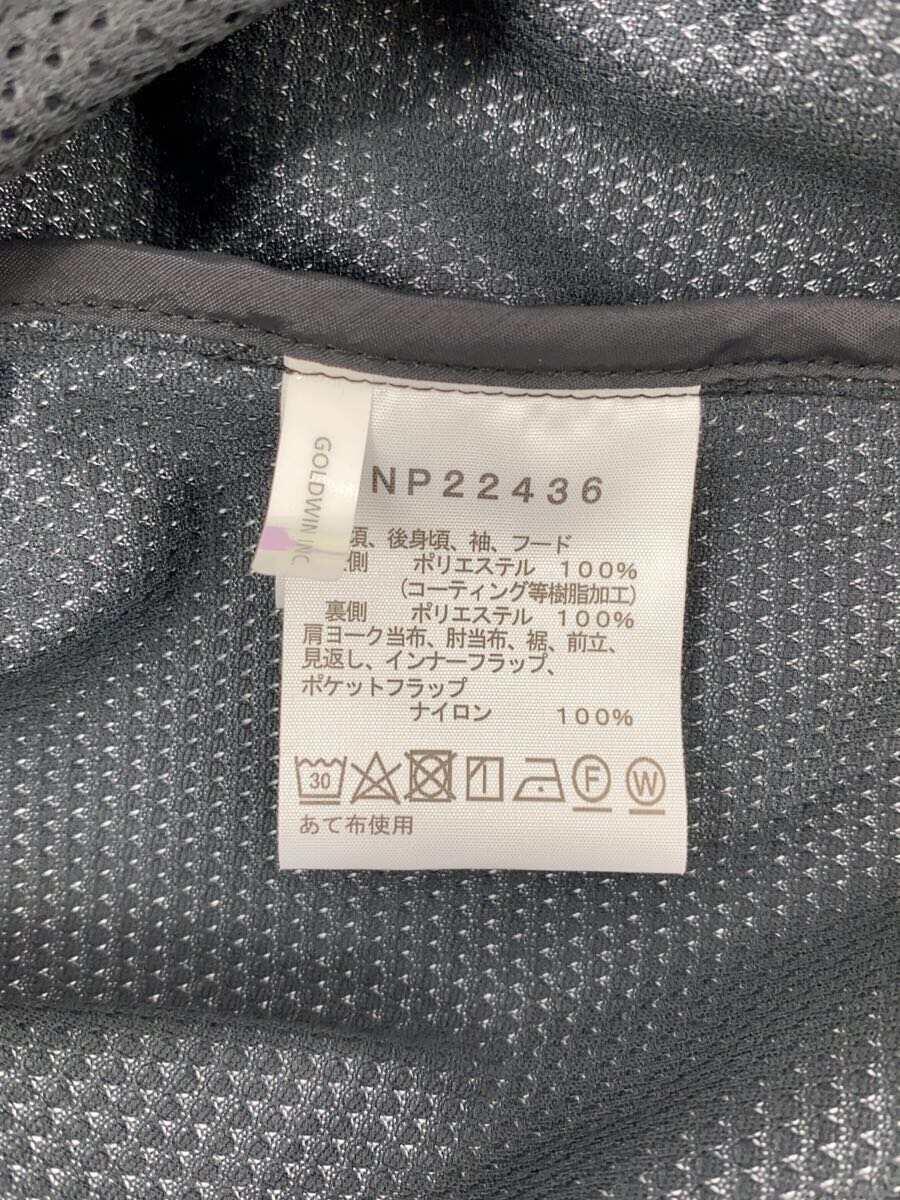 GOLDWIN INC
NP22436
頃、後身頃、袖、フード
側 ポリエステル 100%
(コーティング等樹脂加工)
裏側 ポリエステル 100%
肩ヨーク当布、肘当布、裾、前立、
見返し、インナーフラップ、
ポケットフラップ
ナイロン 100%
30 F W
あて布使用